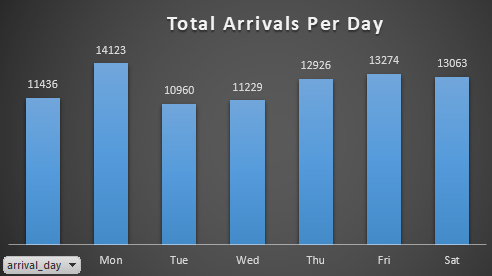 Total Arrivals Per Day
11436 14123 10960 11229 12926 13274 13063
Mon Tue Wed Thu Fri Sat
arrival_day